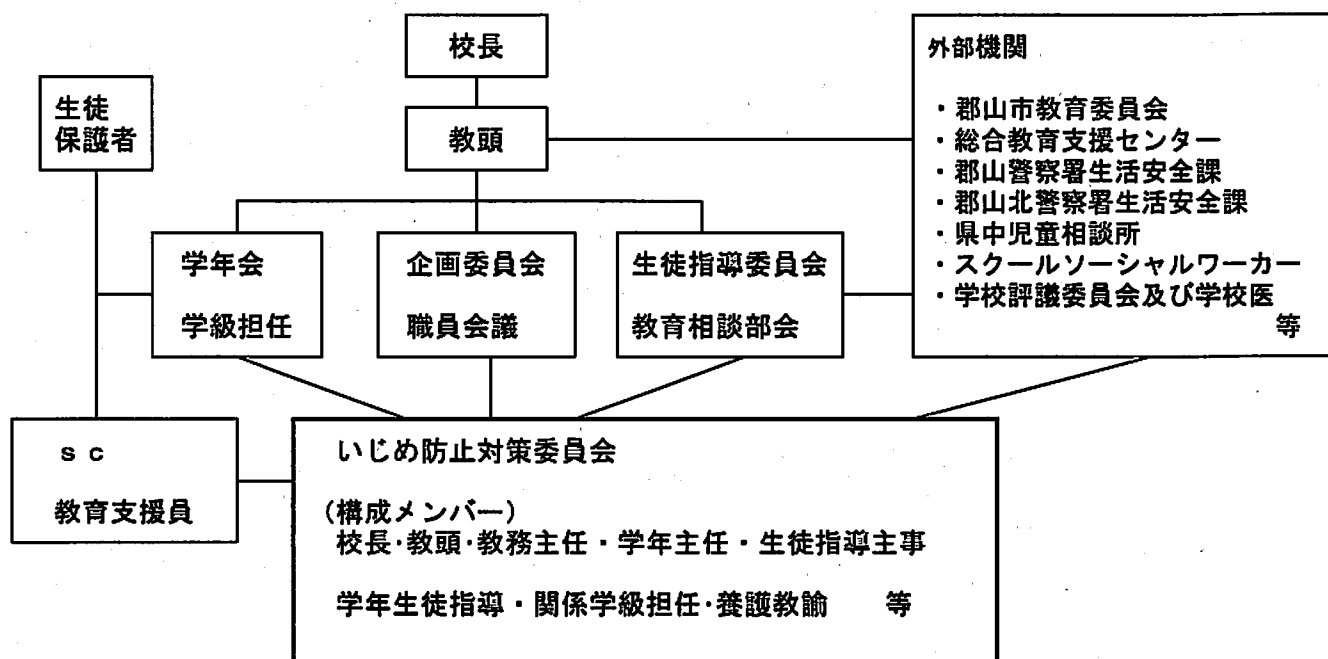 校長
教頭
生徒
保護者
外部機関
・郡山市教育委員会
・総合教育支援センター
・郡山警察署生活安全課
・郡山北警察署生活安全課
・県中児童相談所
・スクールソーシャルワーカー
・学校評議委員会及び学校医
等
学年会
学級担任
企画委員会
職員会議
生徒指導委員会
教育相談部会
ｓｃ
教育支援員
いじめ防止対策委員会
(構成メンバー)
校長･教頭･教務主任・学年主任・生徒指導主事
学年生徒指導・関係学級担任･養護教諭　等